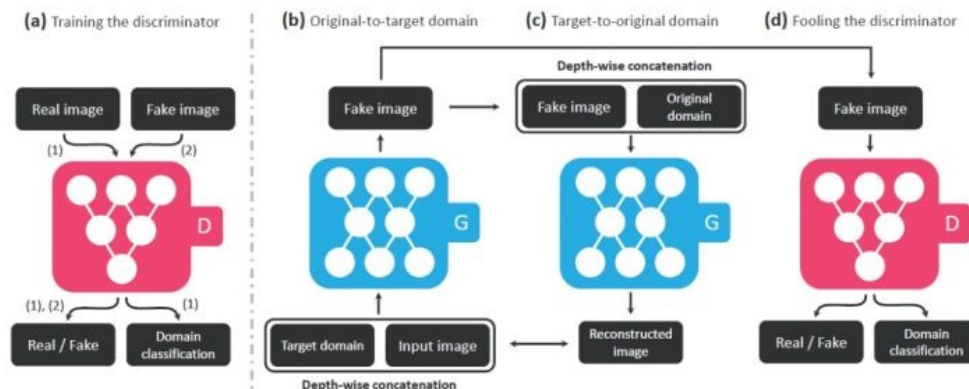 (a) Training the discriminator
(b) Original-to-target domain
(c) Target-to-original domain
(d) Fooling the discriminator
Real image
Fake image
(1)
(2)
D
(1), (2)
(1)
Real / Fake
Domain
classification
Fake image
G
Target domain
Input image
Depth-wise concatenation
Depth-wise concatenation
Fake image
Original
domain
G
Reconstructed
image
Fake image
D
Real / Fake
Domain
classification